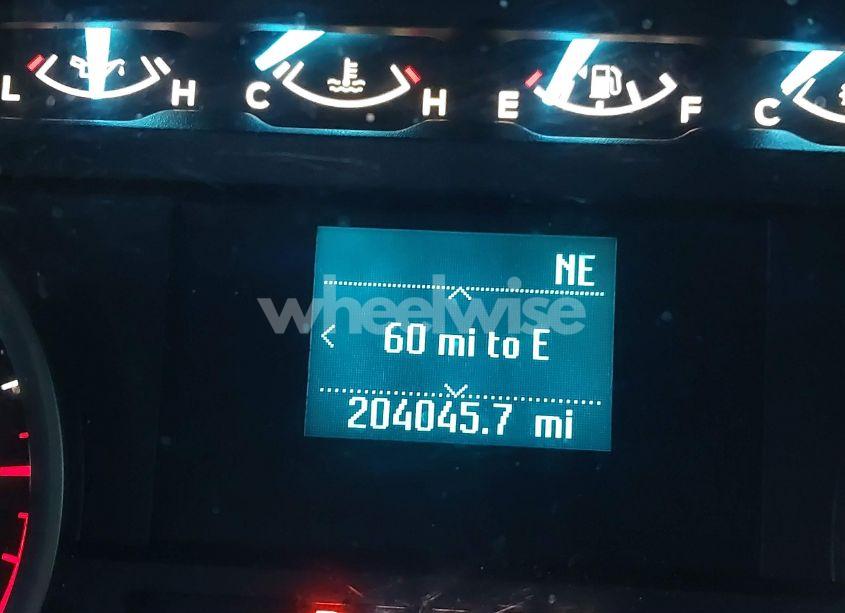 L H C H E F C
NE
wheelwise
< 60 mi to E
204045.7 mi